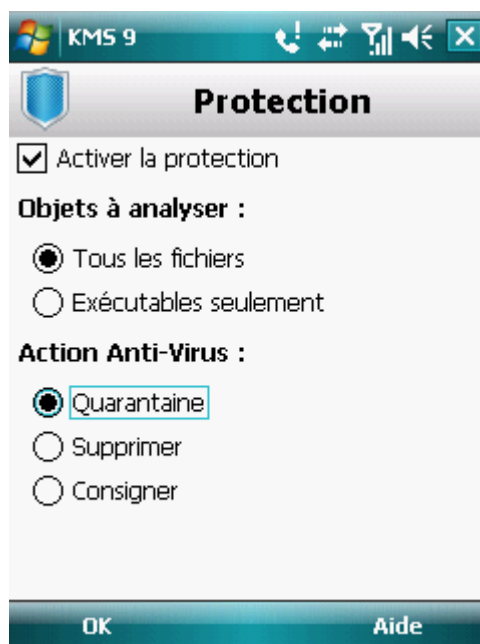 KMS 9
Protection
Activer la protection
Objets à analyser :
Tous les fichiers
Exécutables seulement
Action Anti-Virus :
Quarantaine
Supprimer
Consigner
OK Aide